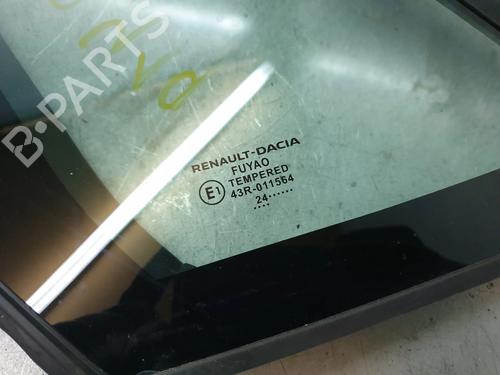 B-PARTS
RENAULT-DACIA
FUYAO
TEMPERED
E1 43R-011564
24.......
....